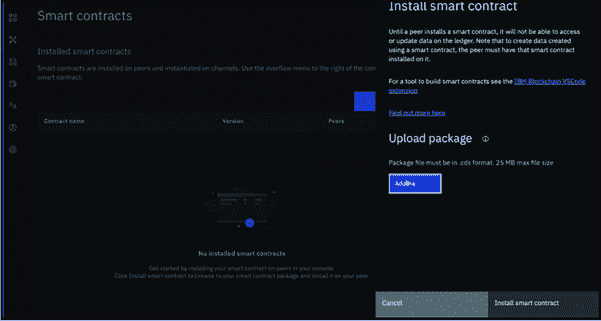 Smart contracts
Installed smart contracts
Smart contracts are installed on peers and instantiated on channels. Use the overflow menu to the right of the con
smart contract.
Contract name Version Peers
No installed smart contracts
Get started by installing your smart contract on peers in your console
Click Install smart contract to browse to your smart contract package and install it on your peer
Install smart contract
Until a peer installs a smart contract, it will not be able to access
or update data on the ledger. Note that to create data created
using a smart contract, the peer must have that smart contract
installed on it.
For a tool to build smart contracts see the IBM Blockchain VSCode
extension
Find out more here
Upload package
Package file must be in .cds format. 25 MB max file size
Cancel Install smart contract